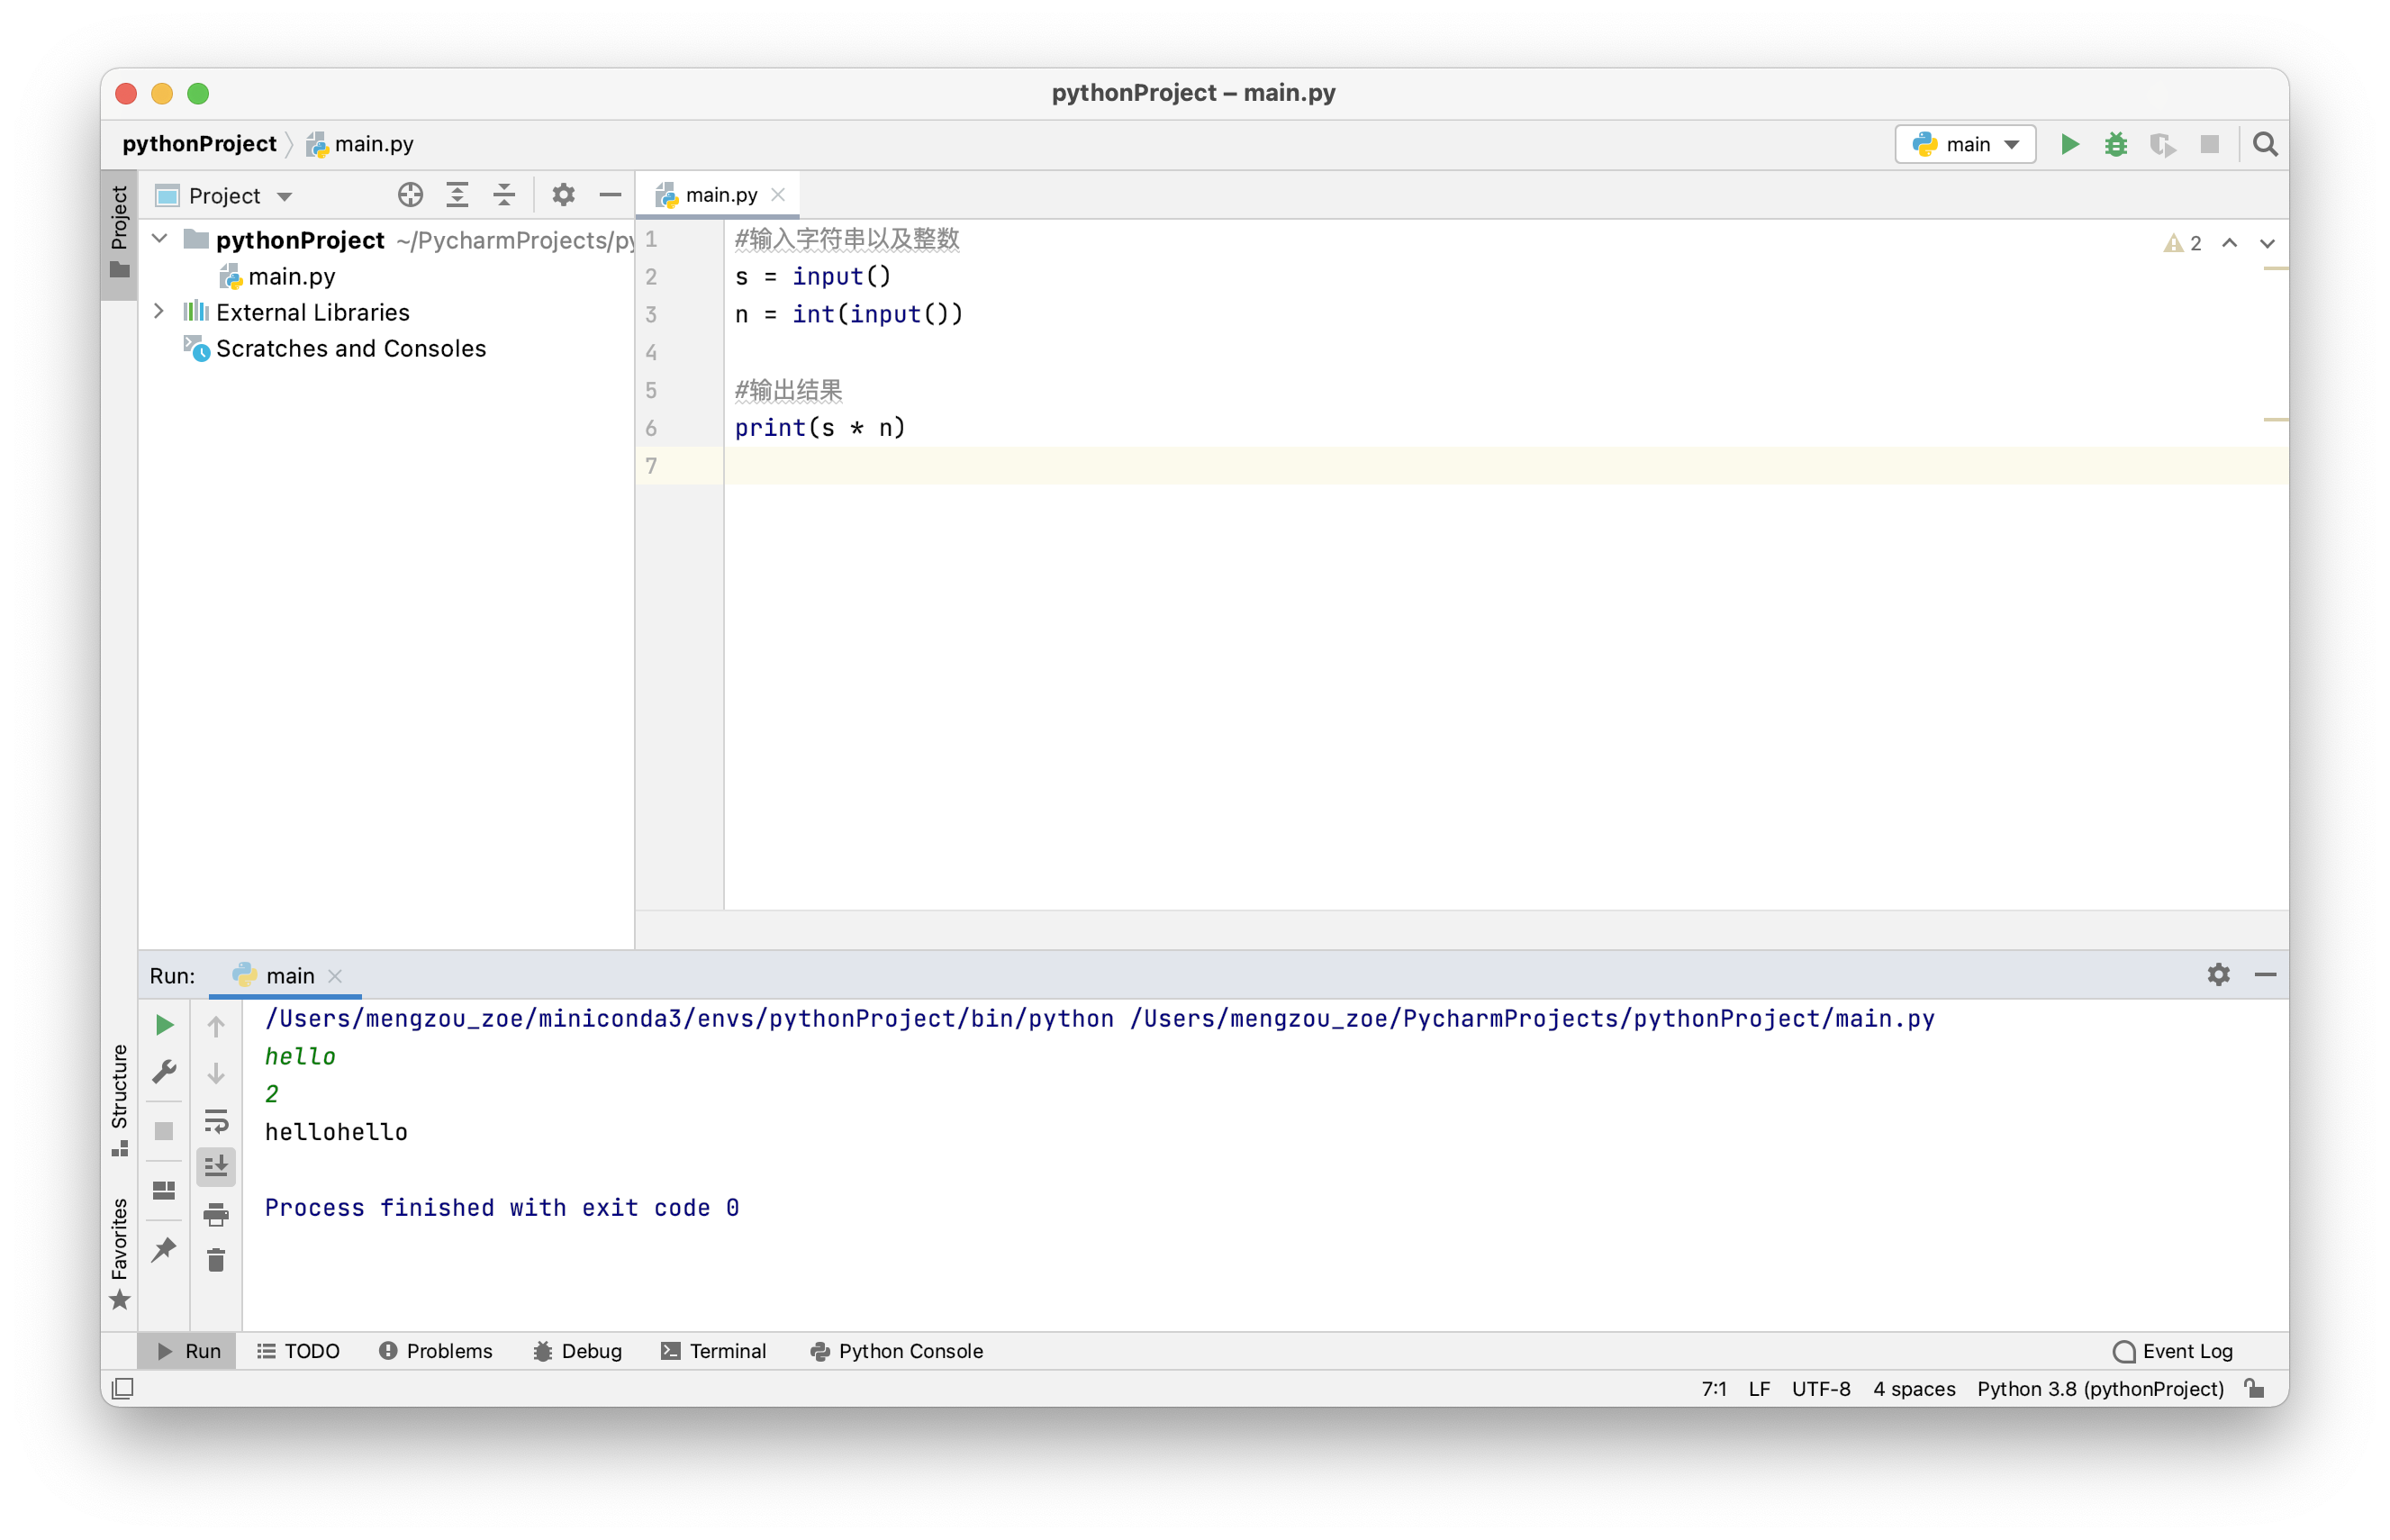 pythonProject – main.py
pythonProject main.py
main
Project
Project
main.py
pythonProject ~/PycharmProjects/py
main.py
External Libraries
Scratches and Consoles
1 #输入字符串以及整数
2 s = input()
3 n = int(input())
4
5 #输出结果
6 print(s * n)
7
2
Run: main
/Users/mengzou_zoe/miniconda3/envs/pythonProject/bin/python /Users/mengzou_zoe/PycharmProjects/pythonProject/main.py
hello
2
hellohello
Process finished with exit code 0
Structure
Favorites
Run TODO Problems Debug Terminal Python Console Event Log
7:1 LF UTF-8 4 spaces Python 3.8 (pythonProject)